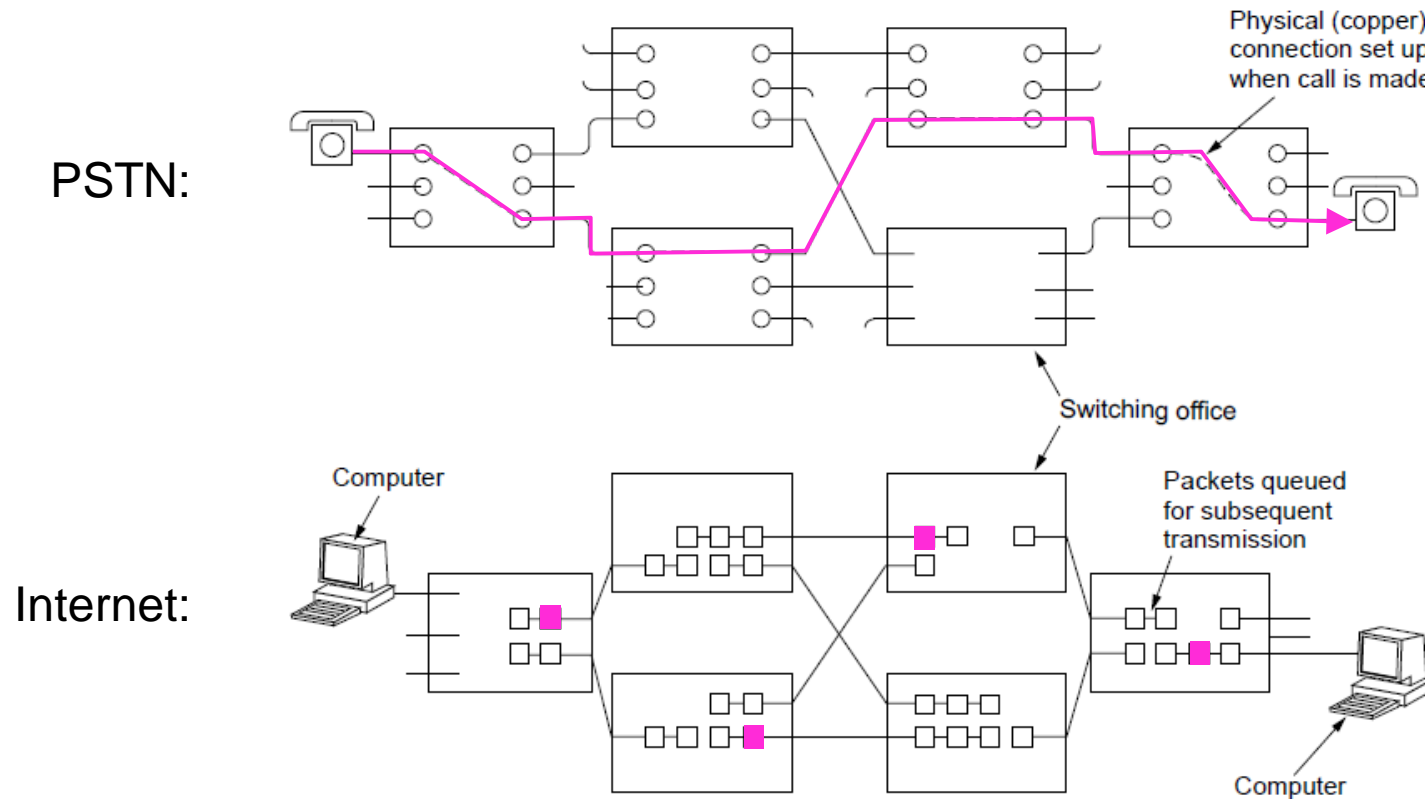 Physical (copper)
connection set up
when call is made
PSTN:
Switching office
Computer
Packets queued
for subsequent
transmission
Internet:
Computer